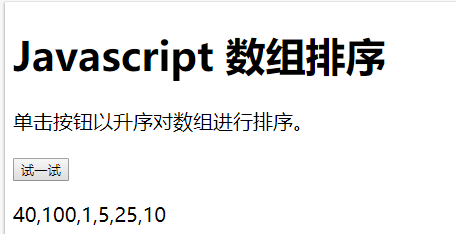 Javascript 数组排序
单击按钮以升序对数组进行排序。
试一试
40,100,1,5,25,10